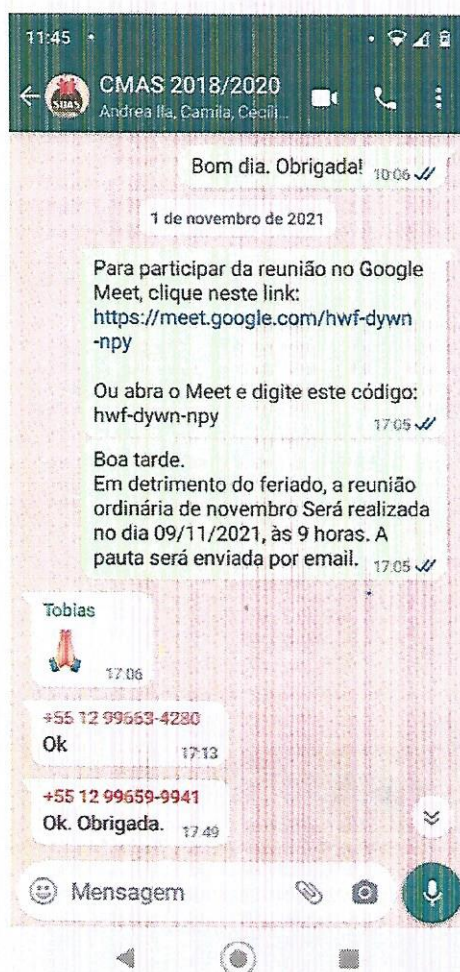 11:45
SUAS
CMAS 2018/2020
Andrea Ila, Camila, Cecíli...
Bom dia. Obrigada! 10:06
1 de novembro de 2021
Para participar da reunião no Google
Meet, clique neste link:
https://meet.google.com/hwf-dywn
-npy
Ou abra o Meet e digite este código:
hwf-dywn-npy
17:05
Boa tarde.
Em detrimento do feriado, a reunião
ordinária de novembro Será realizada
no dia 09/11/2021, às 9 horas. A
pauta será enviada por email. 17:05
Tobias
17:06
+55 12 99663-4280
Ok 17:13
+55 12 99659-9941
Ok. Obrigada. 17:49
Mensagem